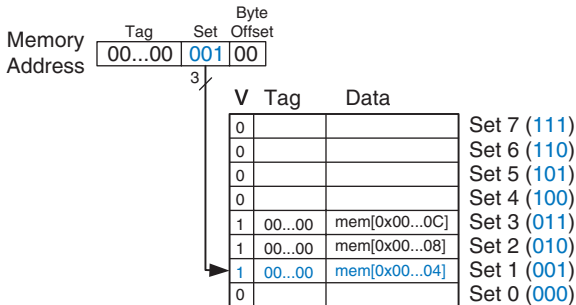 Memory Address
Tag Set Byte Offset
00...00 001 00
3
V Tag Data
0 Set 7 (111)
0 Set 6 (110)
0 Set 5 (101)
0 Set 4 (100)
1 00...00 mem[0x00...0C] Set 3 (011)
1 00...00 mem[0x00...08] Set 2 (010)
1 00...00 mem[0x00...04] Set 1 (001)
0 Set 0 (000)